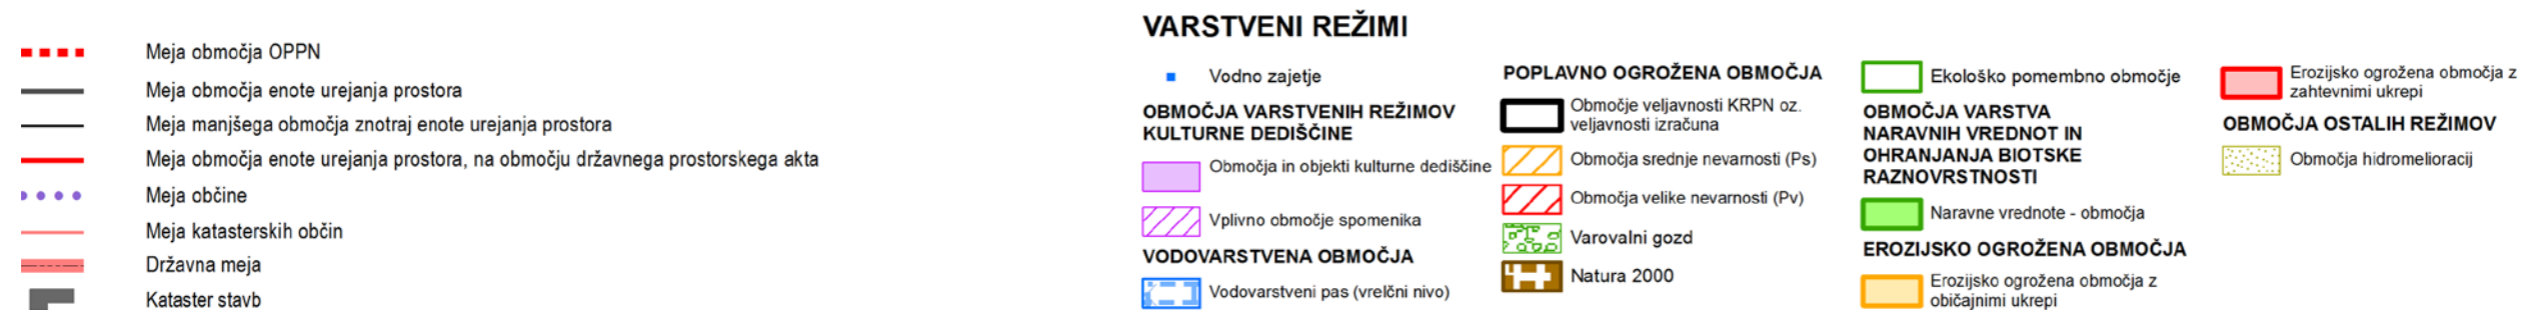 Meja območja OPPN
Meja območja enote urejanja prostora
Meja manjšega območja znotraj enote urejanja prostora
Meja območja enote urejanja prostora, na območju državnega prostorskega akta
Meja občine
Meja katasterskih občin
Državna meja
Kataster stavb
VARSTVENI REŽIMI
Vodno zajetje
OBMOČJA VARSTVENIH REŽIMOV
KULTURNE DEDIŠČINE
Območja in objekti kulturne dediščine
Vplivno območje spomenika
VODOVARSTVENA OBMOČJA
Vodovarstveni pas (vrelčni nivo)
POPLAVNO OGROŽENA OBMOČJA
Območje veljavnosti KRPN oz.
veljavnosti izračuna
Območja srednje nevarnosti (Ps)
Območja velike nevarnosti (Pv)
Varovalni gozd
Natura 2000
Ekološko pomembno območje
OBMOČJA VARSTVA
NARAVNIH VREDNOT IN
OHRANJANJA BIOTSKE
RAZNOVRSTNOSTI
Naravne vrednote - območja
EROZIJSKO OGROŽENA OBMOČJA
Erozijsko ogrožena območja z
običajnimi ukrepi
Erozijsko ogrožena območja z
zahtevnimi ukrepi
OBMOČJA OSTALIH REŽIMOV
Območja hidromelioracij